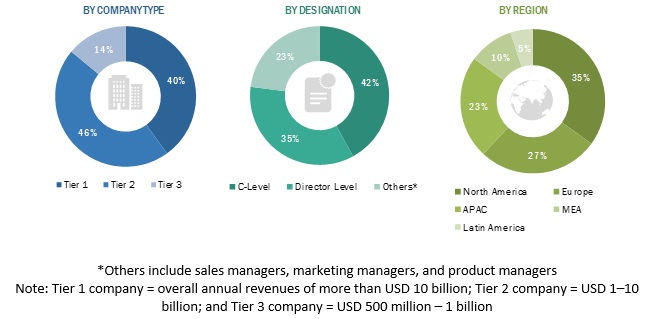 BY COMPANY TYPE
14%
40%
46%
Tier 1 Tier 2 Tier 3
BY DESIGNATION
23%
42%
35%
C-Level Director Level Others*
BY REGION
5%
10%
35%
23%
27%
North America Europe
APAC MEA
Latin America
*Others include sales managers, marketing managers, and product managers
Note: Tier 1 company = overall annual revenues of more than USD 10 billion; Tier 2 company = USD 1–10
billion; and Tier 3 company = USD 500 million – 1 billion